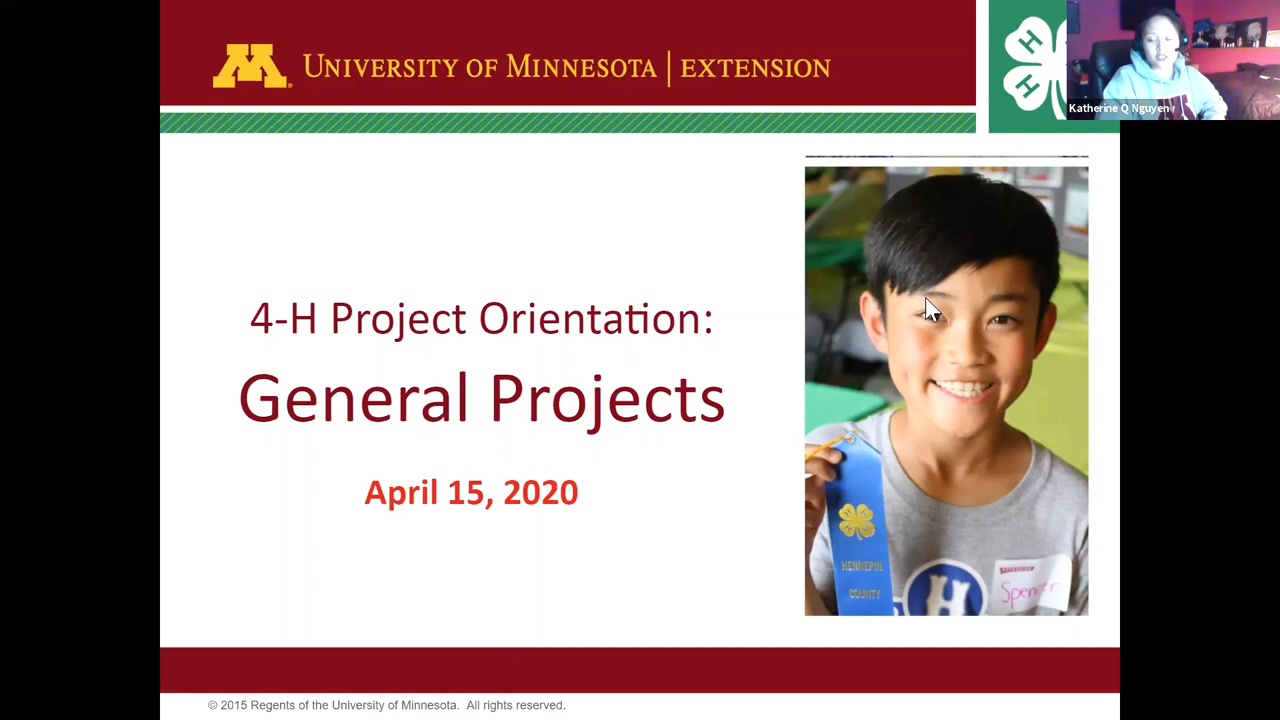 M
UNIVERSITY OF MINNESOTA | EXTENSION
H
H
Katherine Q Nguyen
4-H Project Orientation:
General Projects
April 15, 2020
HENNEPIN
COUNTY
H
EXTENSION
Spencer
© 2015 Regents of the University of Minnesota. All rights reserved.